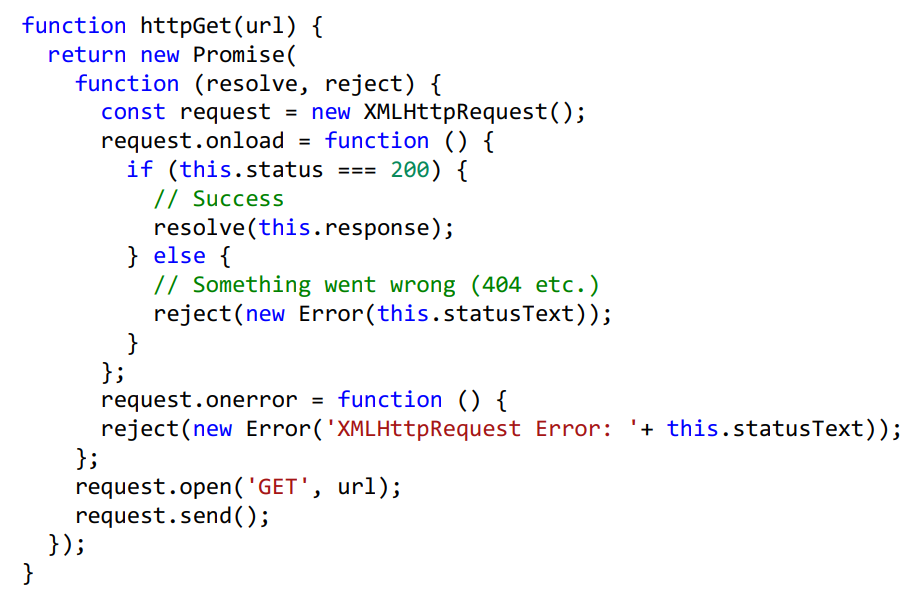 function httpGet(url) {
  return new Promise(
    function (resolve, reject) {
      const request = new XMLHttpRequest();
      request.onload = function () {
        if (this.status === 200) {
          // Success
          resolve(this.response);
        } else {
          // Something went wrong (404 etc.)
          reject(new Error(this.statusText));
        }
      };
      request.onerror = function () {
      reject(new Error('XMLHttpRequest Error: '+ this.statusText));
    };
    request.open('GET', url);
    request.send();
  });
}